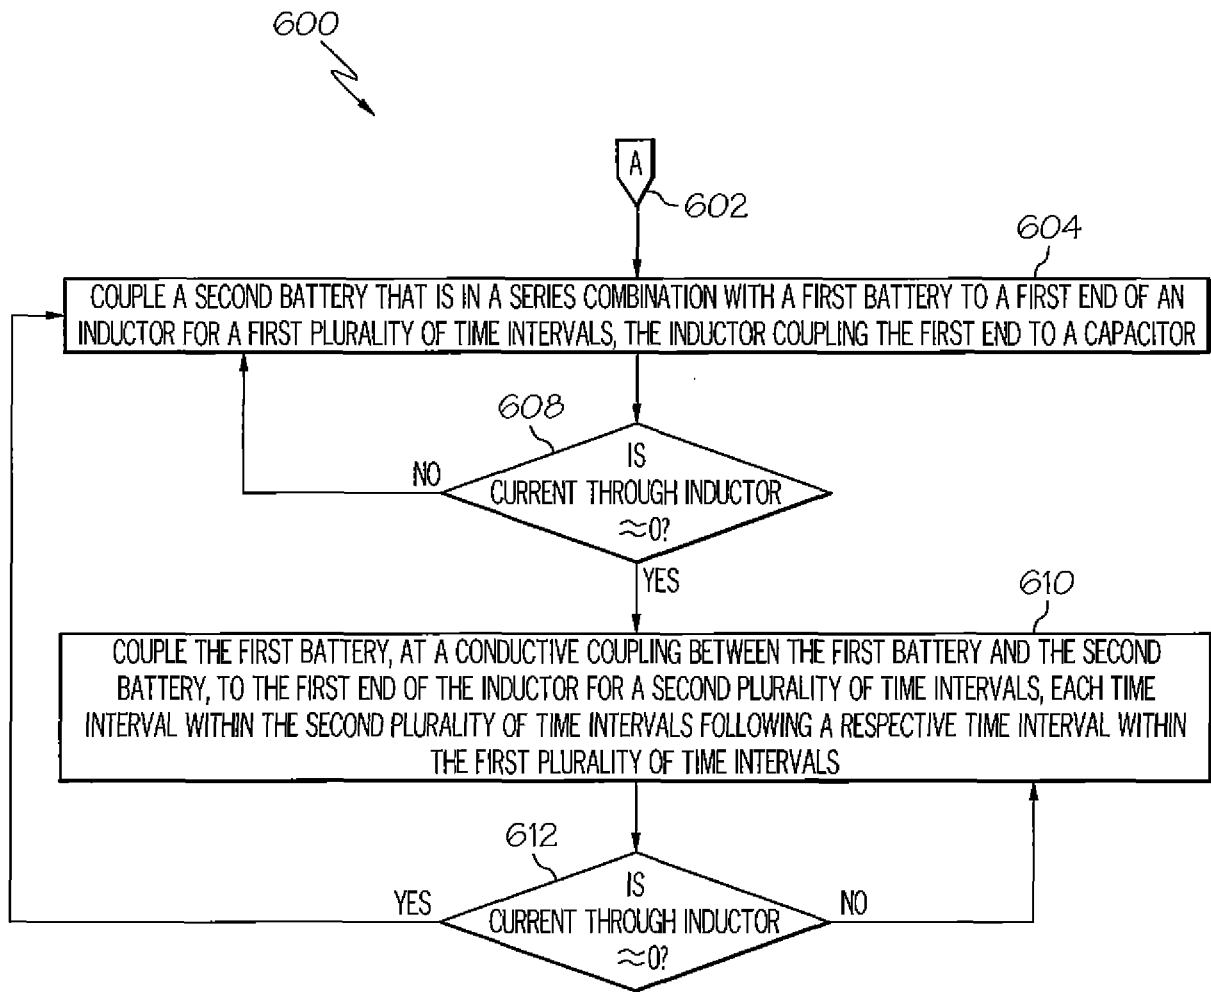 600
A
602
604
COUPLE A SECOND BATTERY THAT IS IN A SERIES COMBINATION WITH A FIRST BATTERY TO A FIRST END OF AN
INDUCTOR FOR A FIRST PLURALITY OF TIME INTERVALS, THE INDUCTOR COUPLING THE FIRST END TO A CAPACITOR
608
IS
NO
CURRENT THROUGH INDUCTOR
≈0?
YES
610
COUPLE THE FIRST BATTERY, AT A CONDUCTIVE COUPLING BETWEEN THE FIRST BATTERY AND THE SECOND
BATTERY, TO THE FIRST END OF THE INDUCTOR FOR A SECOND PLURALITY OF TIME INTERVALS, EACH TIME
INTERVAL WITHIN THE SECOND PLURALITY OF TIME INTERVALS FOLLOWING A RESPECTIVE TIME INTERVAL WITHIN
THE FIRST PLURALITY OF TIME INTERVALS
612
IS
YES
NO
CURRENT THROUGH INDUCTOR
≈0?